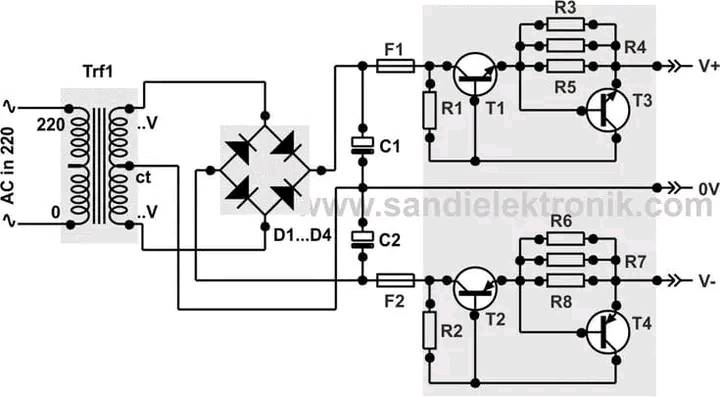 Trf1
AC in 220
220
0
..V
ct
..V
D1...D4
C1
C2
F1
F2
R1
T1
R3
R4
R5
T3
V+
0V
www.sandielektronik.com
R2
T2
R6
R7
R8
T4
V-